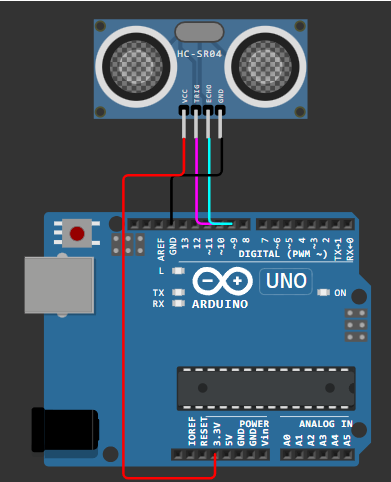 HC-SR04
VCC
TRIG
ECHO
GND
AREF
GND
13
12
~11
~10
~9
8
7
~6
~5
4
~3
2
TX→1
RX←0
DIGITAL (PWM ~)
L
TX
RX
UNO
ARDUINO
ON
IOREF
RESET
3.3V
5V
GND
GND
Vin
POWER
ANALOG IN
A0
A1
A2
A3
A4
A5